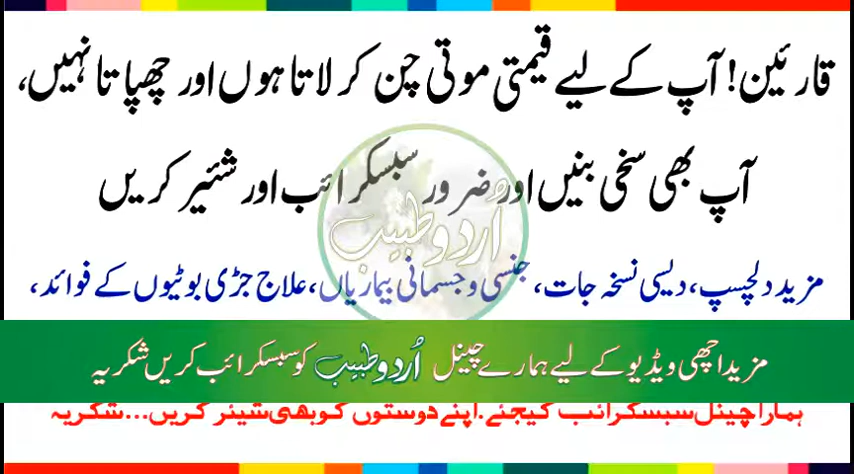 قارئین! آپ کے لیے قیمتی موتی چن کر لاتا ہوں اور چھپاتا نہیں،
آپ بھی سخی بنیں اور ضرور سبسکرائب اور شئیر کریں
اُردو طبیب
مزید دلچسپ، دیسی نسخہ جات، جنسی و جسمانی بیماریاں، علاج جڑی بوٹیوں کے فوائد،
مزید اچھی ویڈیو کے لیے ہمارے چینل اُردو طبیب کو سبسکرائب کریں شکریہ
ہمارا چینل سبسکرائب کیجئے. اپنے دوستوں کو بھی شیئر کریں... شکریہ